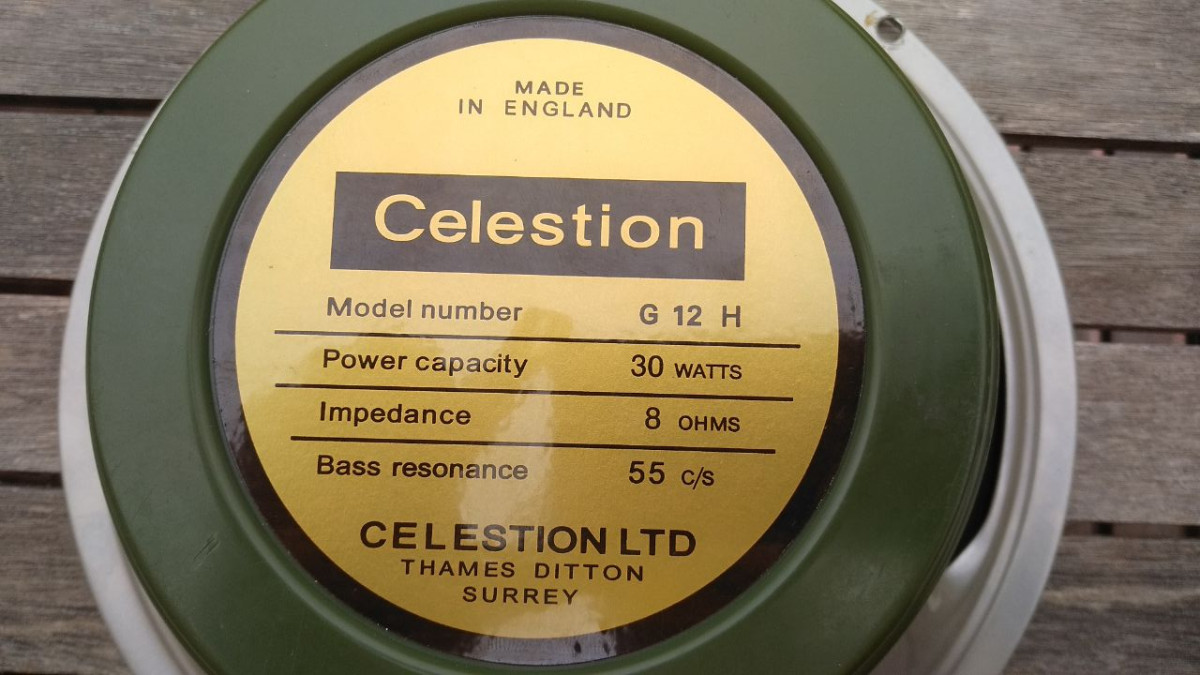 MADE
IN ENGLAND
Celestion
Model number G 12 H
Power capacity 30 WATTS
Impedance 8 OHMS
Bass resonance 55 C/S
CELESTION LTD
THAMES DITTON
SURREY